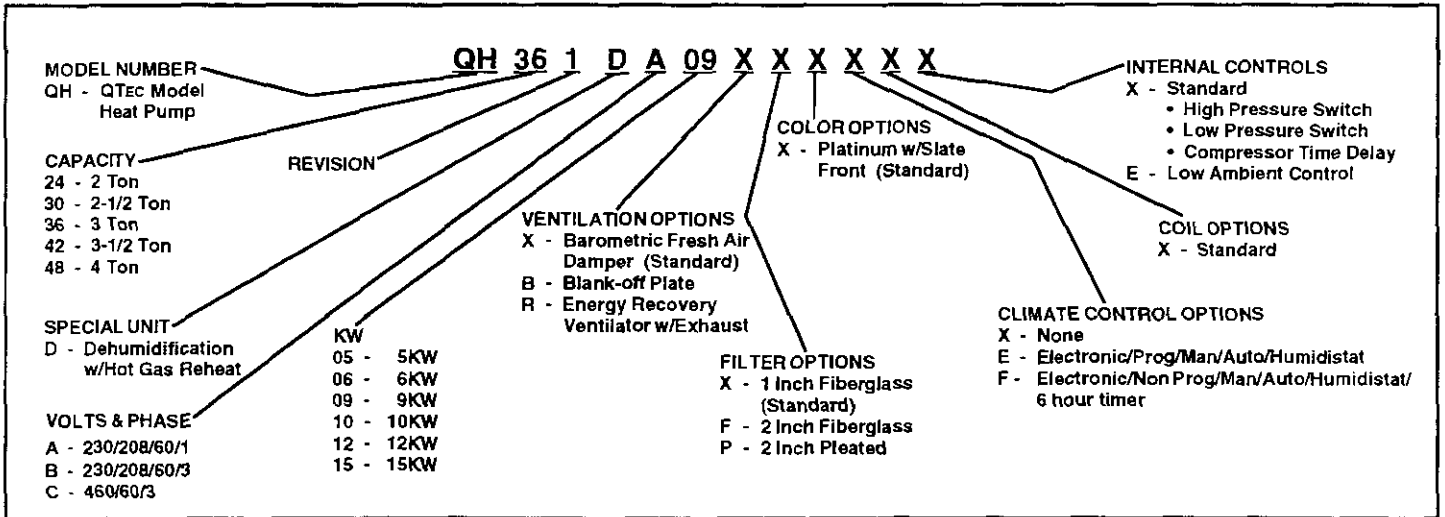 QH 36 1 D A 09 X X X X X X
MODEL NUMBER
QH - QTEC Model
Heat Pump
CAPACITY
24 - 2 Ton
30 - 2-1/2 Ton
36 - 3 Ton
42 - 3-1/2 Ton
48 - 4 Ton
REVISION
SPECIAL UNIT
D - Dehumidification
w/Hot Gas Reheat
VOLTS & PHASE
A - 230/208/60/1
B - 230/208/60/3
C - 460/60/3
KW
05 - 5KW
06 - 6KW
09 - 9KW
10 - 10KW
12 - 12KW
15 - 15KW
VENTILATION OPTIONS
X - Barometric Fresh Air
Damper (Standard)
B - Blank-off Plate
R - Energy Recovery
Ventilator w/Exhaust
FILTER OPTIONS
X - 1 Inch Fiberglass
(Standard)
F - 2 Inch Fiberglass
P - 2 Inch Pleated
COLOR OPTIONS
X - Platinum w/Slate
Front (Standard)
CLIMATE CONTROL OPTIONS
X - None
E - Electronic/Prog/Man/Auto/Humidistat
F - Electronic/Non Prog/Man/Auto/Humidistat/
6 hour timer
COIL OPTIONS
X - Standard
INTERNAL CONTROLS
X - Standard
• High Pressure Switch
• Low Pressure Switch
• Compressor Time Delay
E - Low Ambient Control